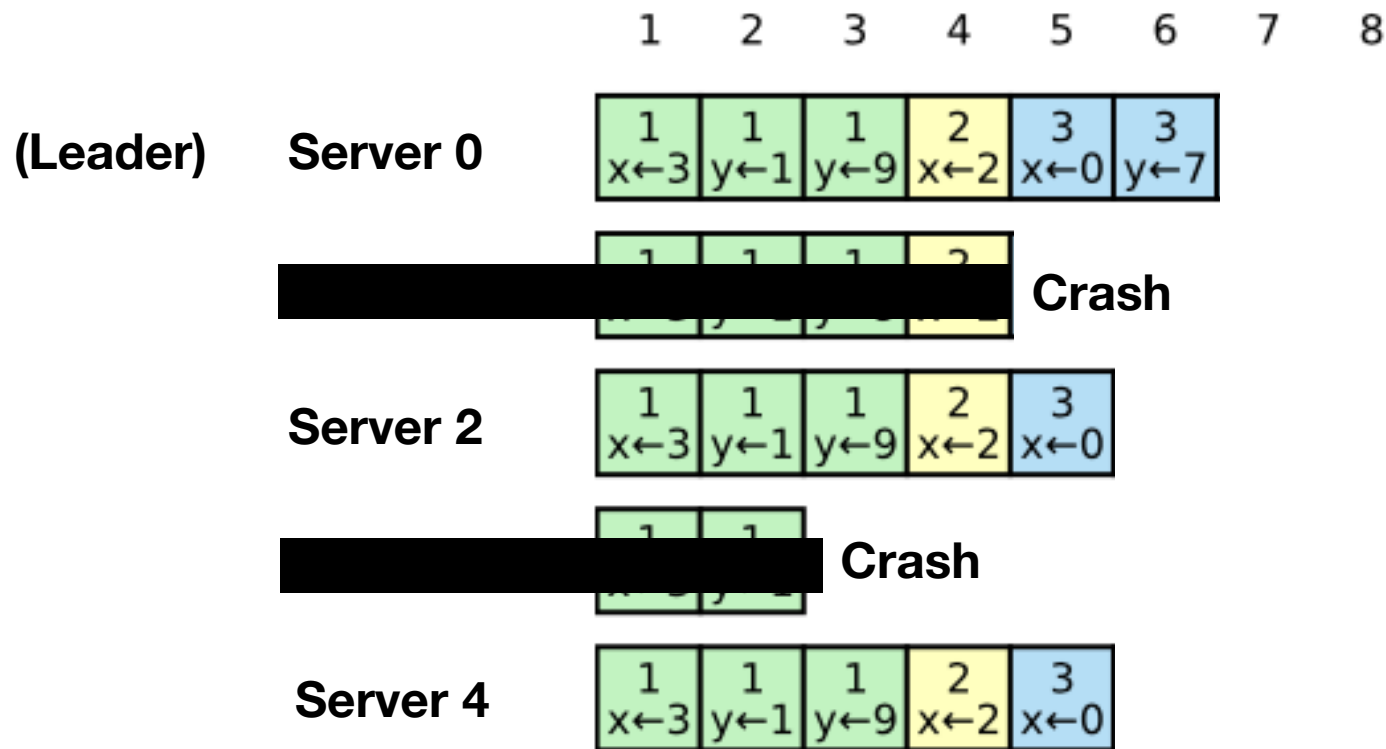 1 2 3 4 5 6 7 8
(Leader) Server 0
1 1 1 2 3 3
x←3 y←1 y←9 x←2 x←0 y←7
Crash
Server 2
1 1 1 2 3
x←3 y←1 y←9 x←2 x←0
Crash
Server 4
1 1 1 2 3
x←3 y←1 y←9 x←2 x←0